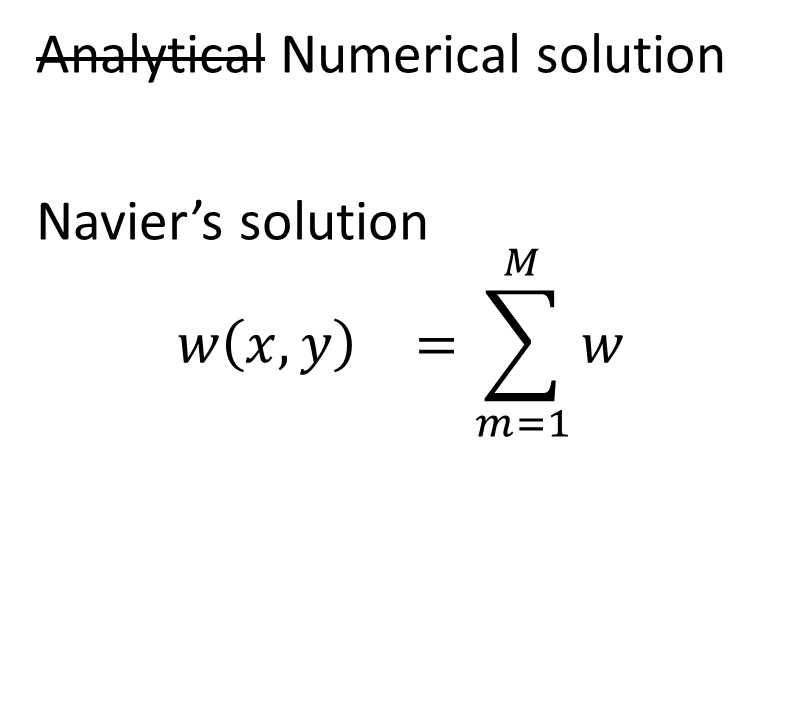 Analytical Numerical solution
Navier’s solution
M
w(x, y) = ∑ w
m=1